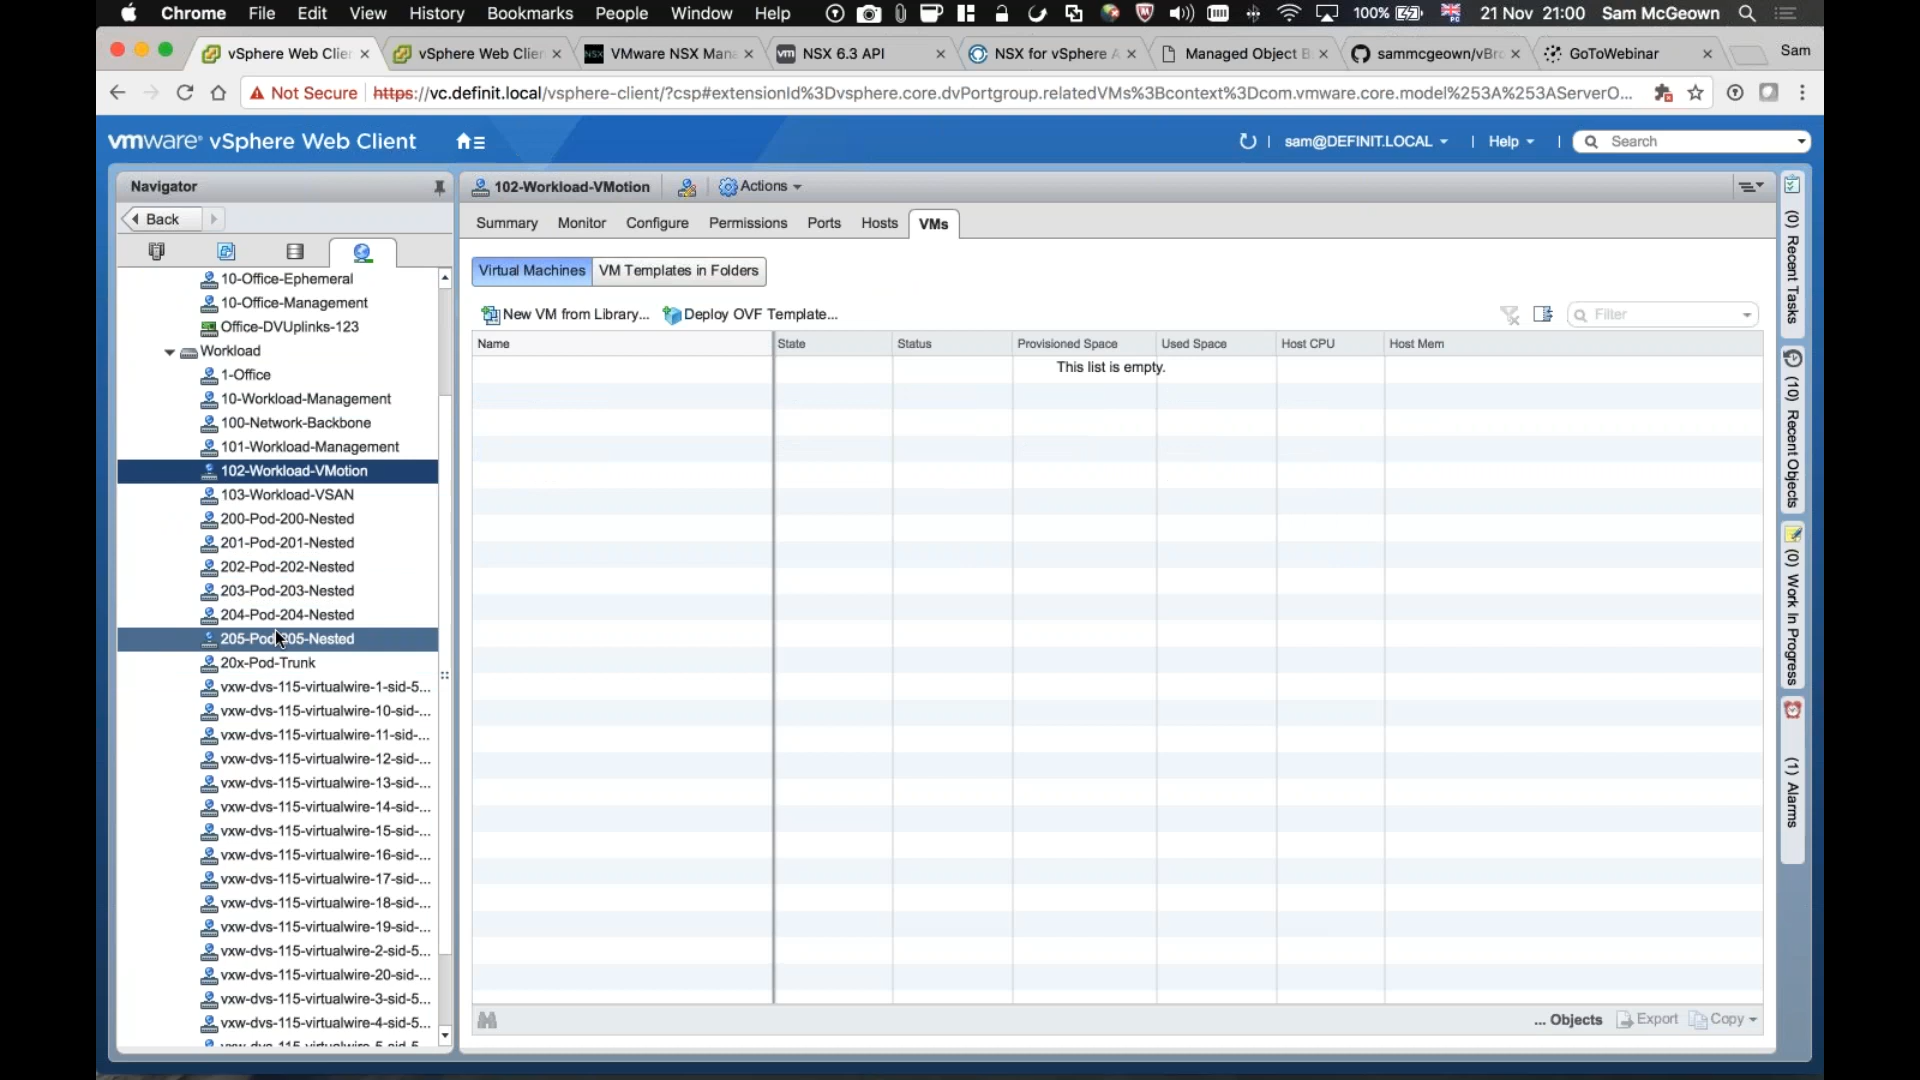 Chrome File Edit View History Bookmarks People Window Help 100% 21 Nov 21:00 Sam McGeown
vSphere Web Clie vSphere Web Clien VMware NSX Mana NSX 6.3 API NSX for vSphere A Managed Object B sammcgeown/vBro GoToWebinar Sam
Not Secure https://vc.definit.local/vsphere-client/?csp#extensionId%3Dvsphere.core.dvPortgroup.relatedVMs%3Bcontext%3Dcom.vmware.core.model%253A%253AServerO...
vmware® vSphere Web Client sam@DEFINIT.LOCAL | Help | Search
Navigator
Back
10-Office-Ephemeral
10-Office-Management
Office-DVUplinks-123
Workload
1-Office
10-Workload-Management
100-Network-Backbone
101-Workload-Management
102-Workload-VMotion
103-Workload-VSAN
200-Pod-200-Nested
201-Pod-201-Nested
202-Pod-202-Nested
203-Pod-203-Nested
204-Pod-204-Nested
205-Pod-205-Nested
20x-Pod-Trunk
vxw-dvs-115-virtualwire-1-sid-5...
vxw-dvs-115-virtualwire-10-sid-...
vxw-dvs-115-virtualwire-11-sid-...
vxw-dvs-115-virtualwire-12-sid-...
vxw-dvs-115-virtualwire-13-sid-...
vxw-dvs-115-virtualwire-14-sid-...
vxw-dvs-115-virtualwire-15-sid-...
vxw-dvs-115-virtualwire-16-sid-...
vxw-dvs-115-virtualwire-17-sid-...
vxw-dvs-115-virtualwire-18-sid-...
vxw-dvs-115-virtualwire-19-sid-...
vxw-dvs-115-virtualwire-2-sid-5...
vxw-dvs-115-virtualwire-20-sid-...
vxw-dvs-115-virtualwire-3-sid-5...
vxw-dvs-115-virtualwire-4-sid-5...
102-Workload-VMotion Actions
Summary Monitor Configure Permissions Ports Hosts VMs
Virtual Machines VM Templates in Folders
New VM from Library... Deploy OVF Template... Filter
Name State Status Provisioned Space Used Space Host CPU Host Mem
This list is empty.
... Objects Export Copy
(0) Recent Tasks
(10) Recent Objects
(0) Work In Progress
(1) Alarms